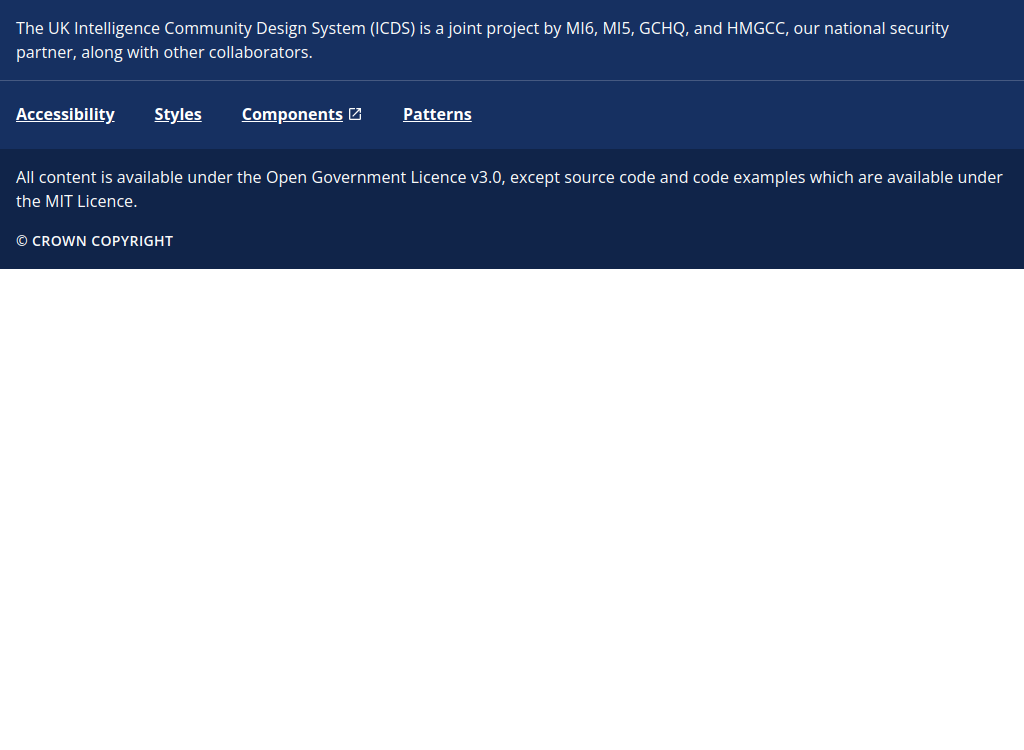 The UK Intelligence Community Design System (ICDS) is a joint project by MI6, MI5, GCHQ, and HMGCC, our national security
partner, along with other collaborators.
Accessibility Styles Components Patterns
All content is available under the Open Government Licence v3.0, except source code and code examples which are available under
the MIT Licence.
© CROWN COPYRIGHT